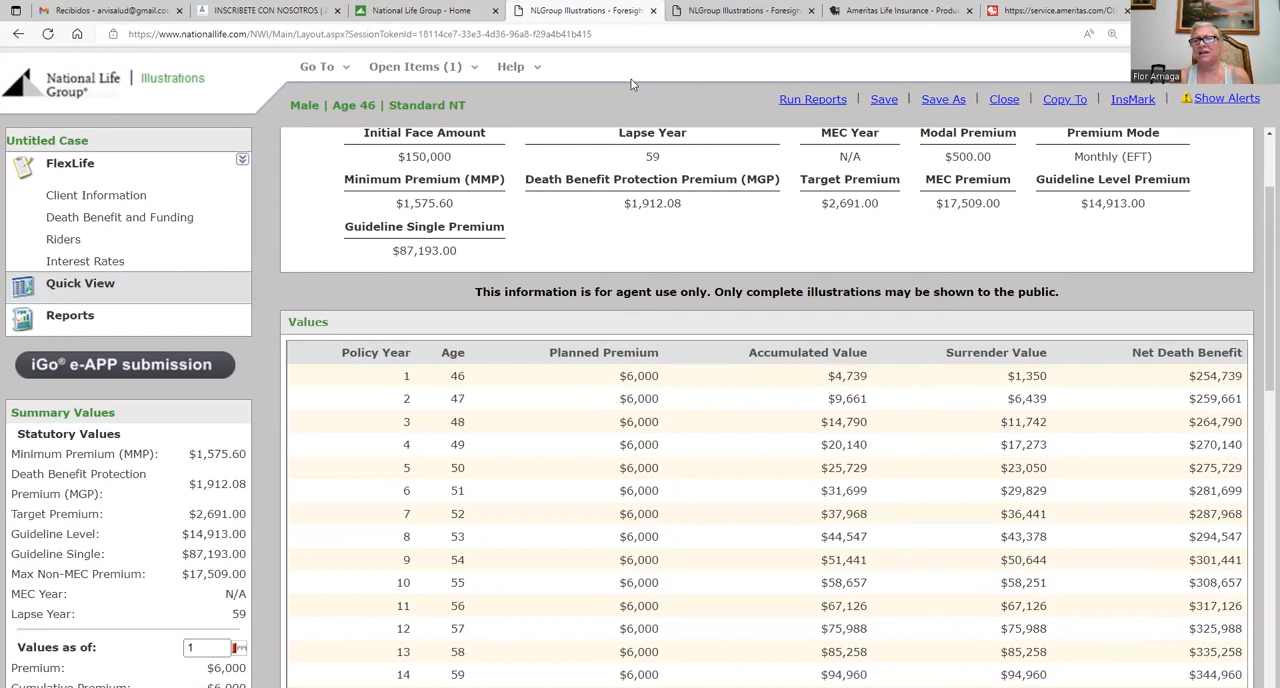 Recibidos - arvisalud@gmail.con
INSCRIBETE CON NOSOTROS |
National Life Group - Home
NLGroup Illustrations - Foresigh
NLGroup Illustrations - Foresigh
Ameritas Life Insurance - Produc
https://service.ameritas.com/OL
https://www.nationallife.com/NWI/Main/Layout.aspx?SessionTokenId=18114ce7-33e3-4d36-96a8-f29a4b41b415
Flor Arriaga
National Life Group® | Illustrations
Go To
Open Items (1)
Help
Male | Age 46 | Standard NT
Run Reports | Save | Save As | Close | Copy To | InsMark | Show Alerts
Untitled Case
FlexLife
Client Information
Death Benefit and Funding
Riders
Interest Rates
Quick View
Reports
iGo® e-APP submission
Summary Values
Statutory Values
Minimum Premium (MMP): $1,575.60
Death Benefit Protection Premium (MGP): $1,912.08
Target Premium: $2,691.00
Guideline Level: $14,913.00
Guideline Single: $87,193.00
Max Non-MEC Premium: $17,509.00
MEC Year: N/A
Lapse Year: 59
Values as of: 1
Premium: $6,000
Cumulative Premium: $6,000
Initial Face Amount Lapse Year MEC Year Modal Premium Premium Mode
$150,000 59 N/A $500.00 Monthly (EFT)
Minimum Premium (MMP) Death Benefit Protection Premium (MGP) Target Premium MEC Premium Guideline Level Premium
$1,575.60 $1,912.08 $2,691.00 $17,509.00 $14,913.00
Guideline Single Premium
$87,193.00
This information is for agent use only. Only complete illustrations may be shown to the public.
Values
Policy Year Age Planned Premium Accumulated Value Surrender Value Net Death Benefit
1 46 $6,000 $4,739 $1,350 $254,739
2 47 $6,000 $9,661 $6,439 $259,661
3 48 $6,000 $14,790 $11,742 $264,790
4 49 $6,000 $20,140 $17,273 $270,140
5 50 $6,000 $25,729 $23,050 $275,729
6 51 $6,000 $31,699 $29,829 $281,699
7 52 $6,000 $37,968 $36,441 $287,968
8 53 $6,000 $44,547 $43,378 $294,547
9 54 $6,000 $51,441 $50,644 $301,441
10 55 $6,000 $58,657 $58,251 $308,657
11 56 $6,000 $67,126 $67,126 $317,126
12 57 $6,000 $75,988 $75,988 $325,988
13 58 $6,000 $85,258 $85,258 $335,258
14 59 $6,000 $94,960 $94,960 $344,960